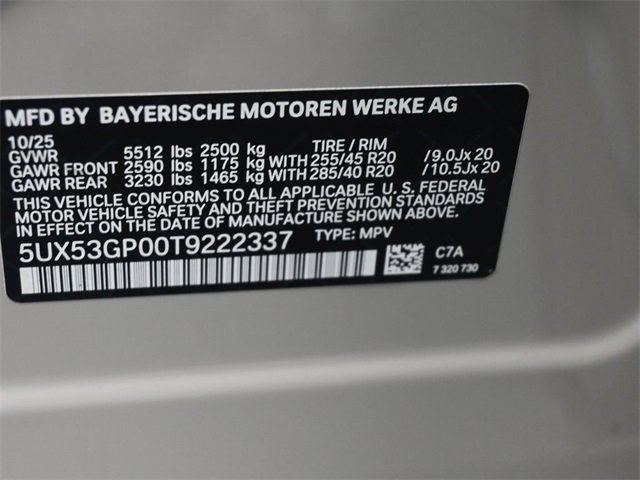 MFD BY BAYERISCHE MOTOREN WERKE AG
10/25
GVWR 5512 lbs 2500 kg TIRE / RIM
GAWR FRONT 2590 lbs 1175 kg WITH 255/45 R20 /9.0Jx 20
GAWR REAR 3230 lbs 1465 kg WITH 285/40 R20 /10.5Jx 20
THIS VEHICLE CONFORMS TO ALL APPLICABLE U. S. FEDERAL
MOTOR VEHICLE SAFETY AND THEFT PREVENTION STANDARDS
IN EFFECT ON THE DATE OF MANUFACTURE SHOWN ABOVE.
5UX53GP00T9222337 TYPE: MPV
C7A
7 320 730